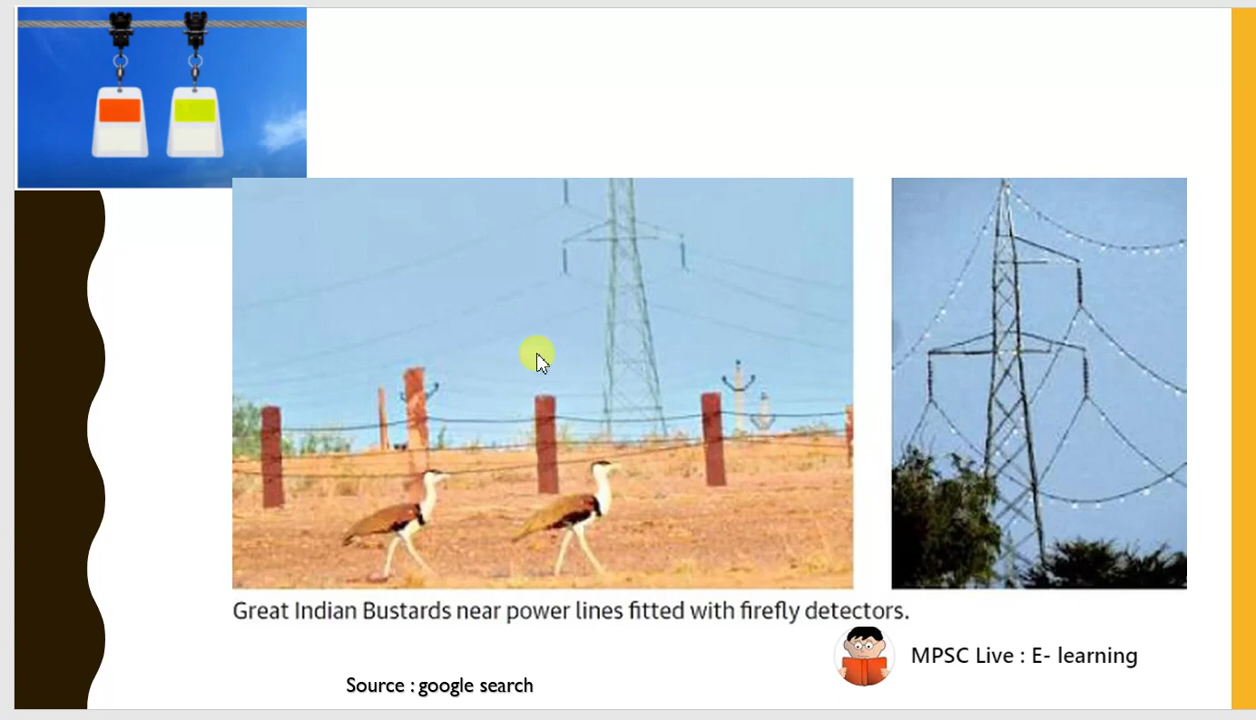 Great Indian Bustards near power lines fitted with firefly detectors.
MPSC Live : E- learning
Source : google search